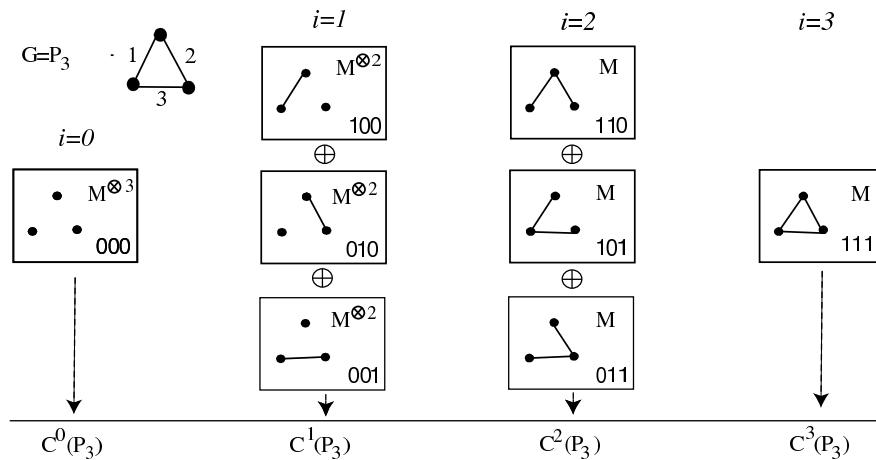 i=1
i=2
i=3
G=P₃
1
2
3
i=0
M⊗2
100
M
110
⊕
⊕
M⊗3
000
M⊗2
010
M
101
M
111
⊕
⊕
M⊗2
001
M
011
C⁰(P₃)
C¹(P₃)
C²(P₃)
C³(P₃)